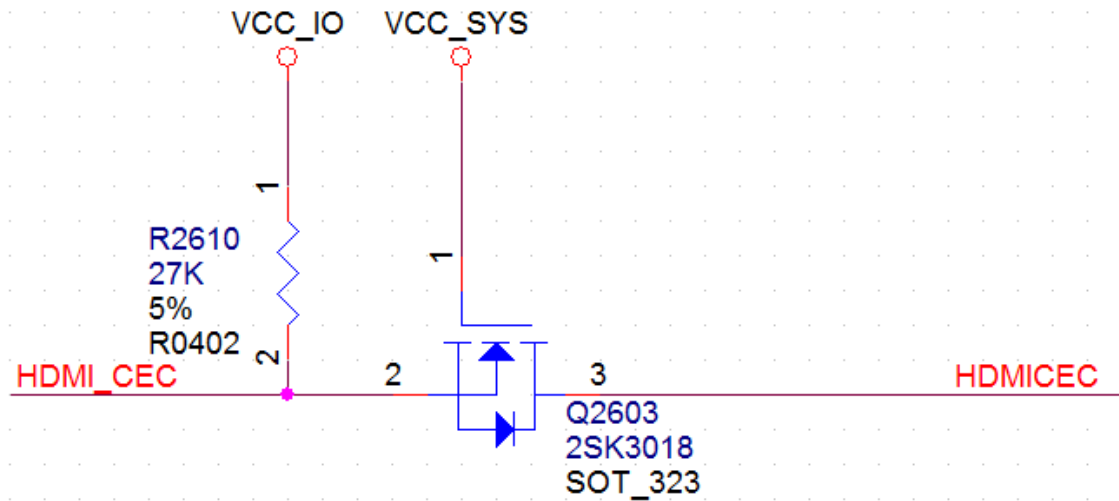 VCC_IO
VCC_SYS
1
R2610
27K
5%
R0402
2
1
HDMI_CEC
2
3
HDMICEC
Q2603
2SK3018
SOT_323